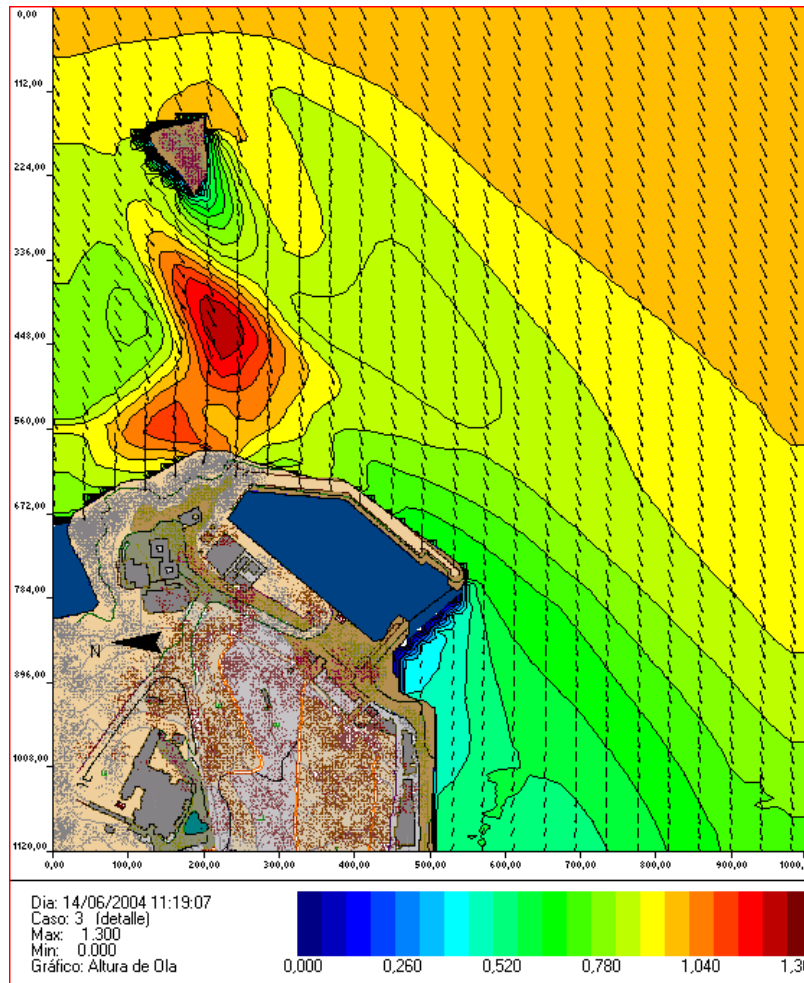 0,00
112,00
224,00
336,00
448,00
560,00
672,00
784,00
N
896,00
1008,00
1120,00
0,00 100,00 200,00 300,00 400,00 500,00 600,00 700,00 800,00 900,00 1000,
Dia: 14/06/2004 11:19:07
Caso: 3 (detalle)
Max: 1.300
Min: 0.000
Gráfico: Altura de Ola
0,000 0,260 0,520 0,780 1,040 1,30